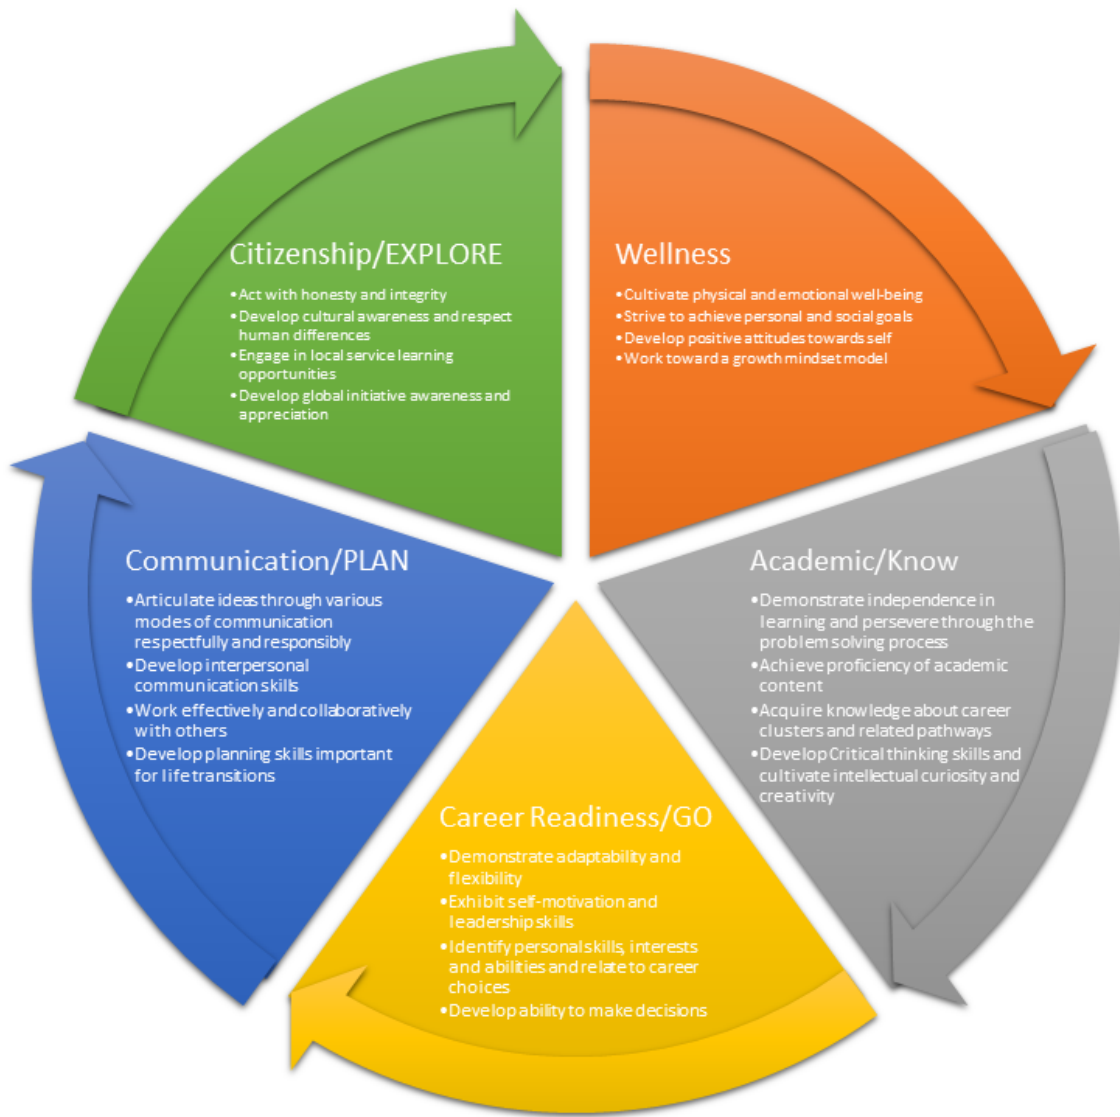 Citizenship/EXPLORE
•Act with honesty and integrity
•Develop cultural awareness and respect
human differences
•Engage in local service learning
opportunities
•Develop global initiative awareness and
appreciation
Wellness
•Cultivate physical and emotional well-being
•Strive to achieve personal and social goals
•Develop positive attitudes towards self
•Work toward a growth mindset model
Communication/PLAN
•Articulate ideas through various
modes of communication
respectfully and responsibly
•Develop interpersonal
communication skills
•Work effectively and collaboratively
with others
•Develop planning skills important
for life transitions
Academic/Know
•Demonstrate independence in
learning and persevere through the
problem solving process
•Achieve proficiency of academic
content
•Acquire knowledge about career
clusters and related pathways
•Develop Critical thinking skills and
cultivate intellectual curiosity and
creativity
Career Readiness/GO
•Demonstrate adaptability and
flexibility
•Exhibit self-motivation and
leadership skills
•Identify personal skills, interests
and abilities and relate to career
choices
•Develop ability to make decisions